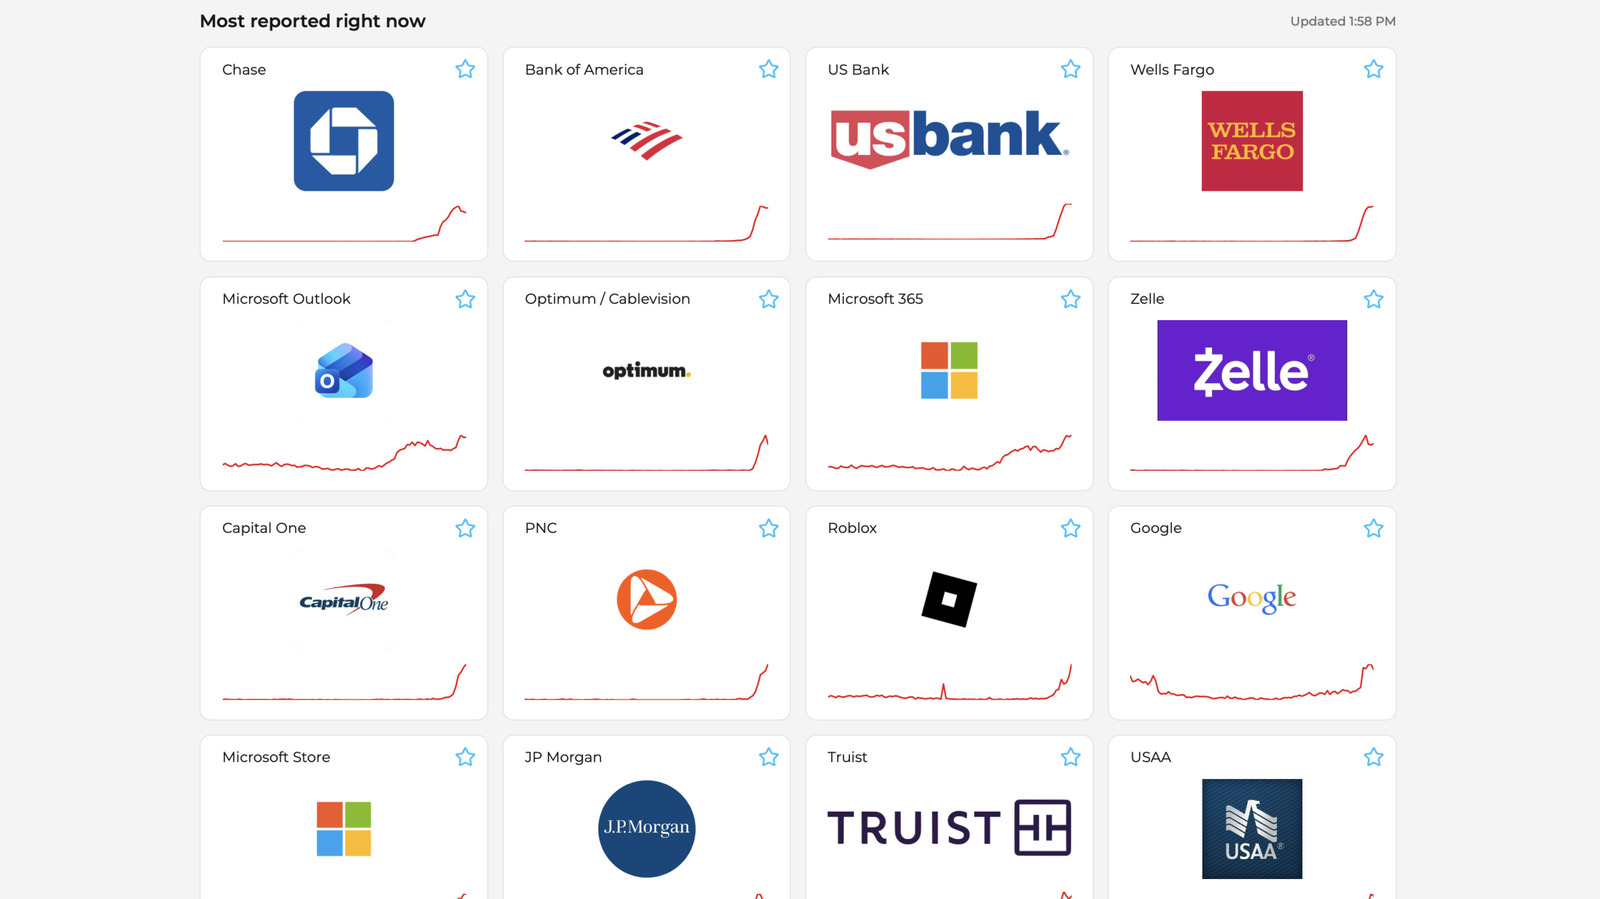 Most reported right now
Updated 1:58 PM
Chase
Bank of America
US Bank
Wells Fargo
usbank®
WELLS
FARGO
Microsoft Outlook
Optimum / Cablevision
Microsoft 365
Zelle
O
optimum.
Zelle®
Capital One
PNC
Roblox
Google
CapitalOne
Google
Microsoft Store
JP Morgan
Truist
USAA
J.P.Morgan
TRUIST
USAA®